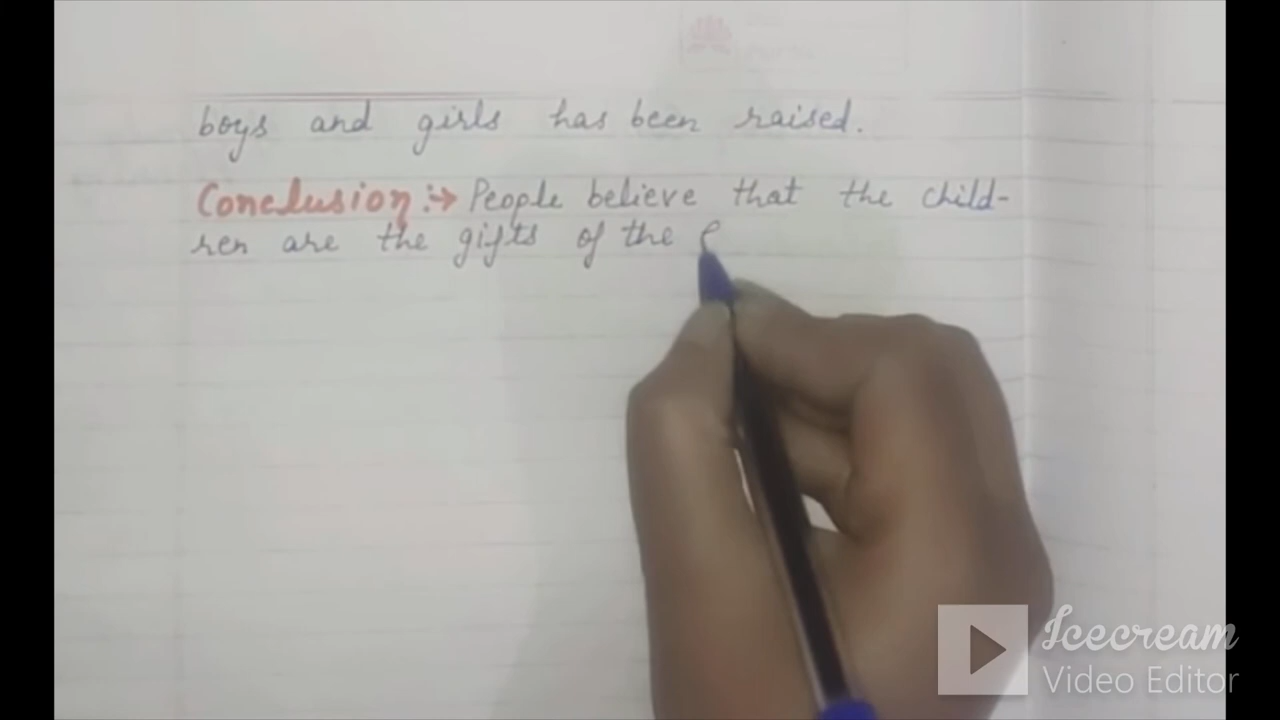 boys and girls has been raised.
Conclusion :→ People believe that the child-
ren are the gifts of the
Icecream
Video Editor